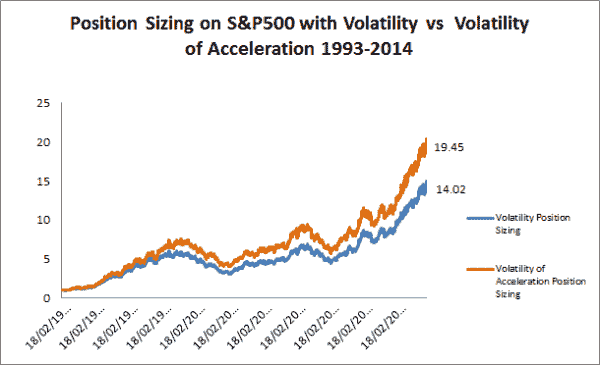 Position Sizing on S&P500 with Volatility vs Volatility
of Acceleration 1993-2014
25
20
15
10
5
0
19.45
14.02
Volatility Position
Sizing
Volatility of
Acceleration Position
Sizing
18/02/19...
18/02/19...
18/02/19...
18/02/19...
18/02/20...
18/02/20...
18/02/20...
18/02/20...
18/02/20...
18/02/20...